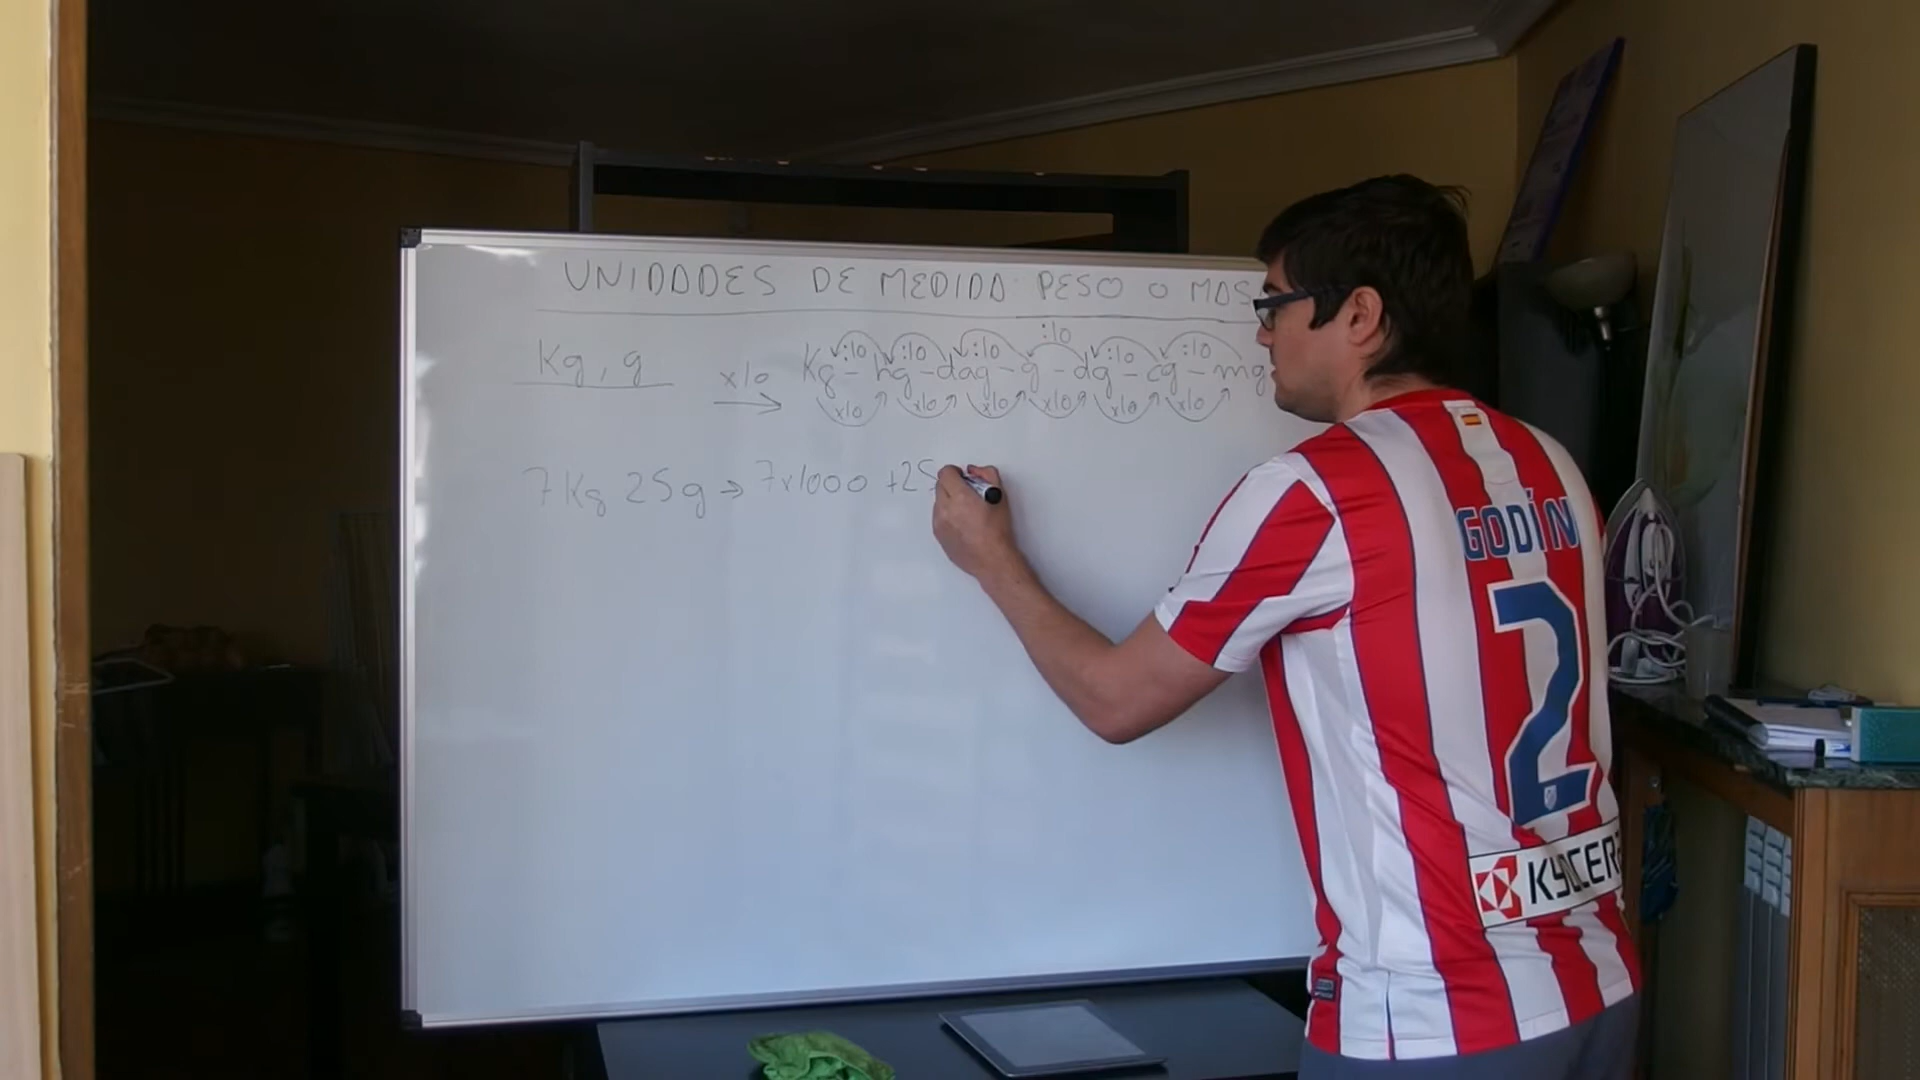 UNIDADES DE MEDIDA: PESO O MAS
Kg, g
x10
:10 :10 :10 :10 :10 :10
Kg - hg - dag - g - dg - cg - mg
x10 x10 x10 x10 x10 x10
7Kg 25g → 7x1000 +25
GODÍN
2
KYOCERA